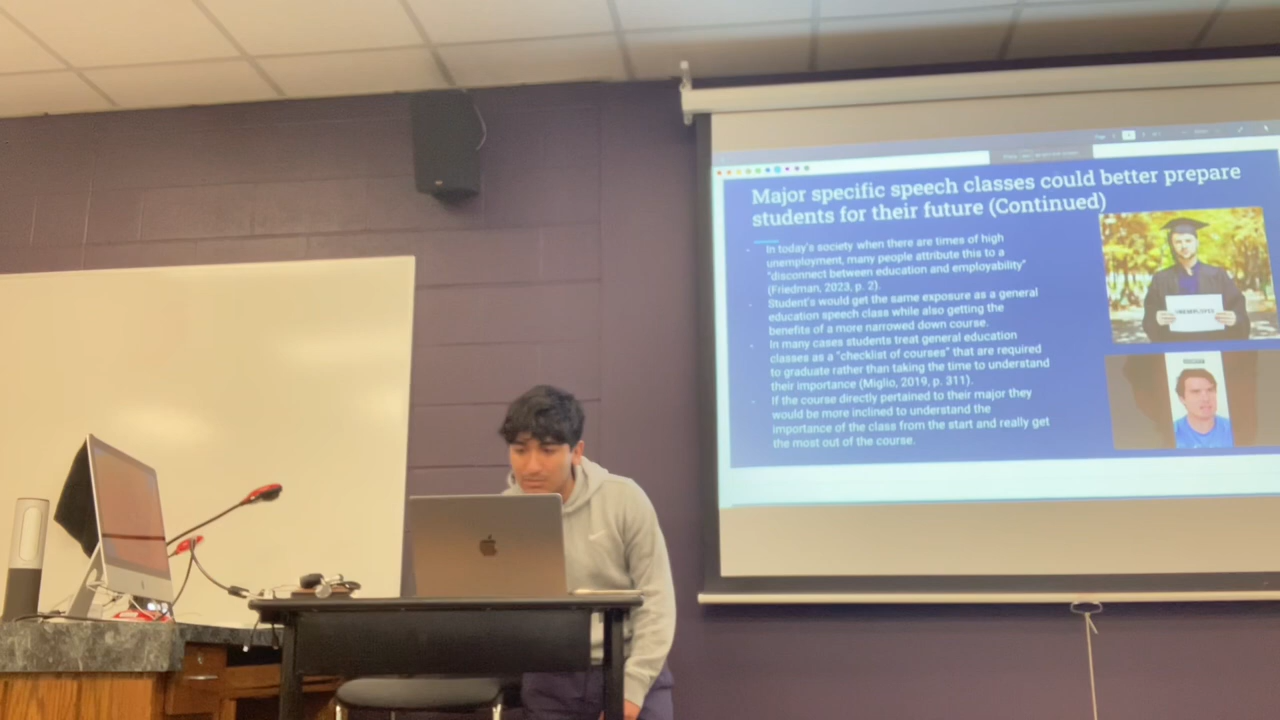 Major specific speech classes could better prepare
students for their future (Continued)
In today's society when there are times of high
unemployment, many people attribute this to a
"disconnect between education and employability"
(Friedman, 2023, p. 2).
Student's would get the same exposure as a general
education speech class while also getting the
benefits of a more narrowed down course.
In many cases students treat general education
classes as a "checklist of courses" that are required
to graduate rather than taking the time to understand
their importance (Miglio, 2019, p. 311).
If the course directly pertained to their major they
would be more inclined to understand the
importance of the class from the start and really get
the most out of the course.
UNEMPLOYED